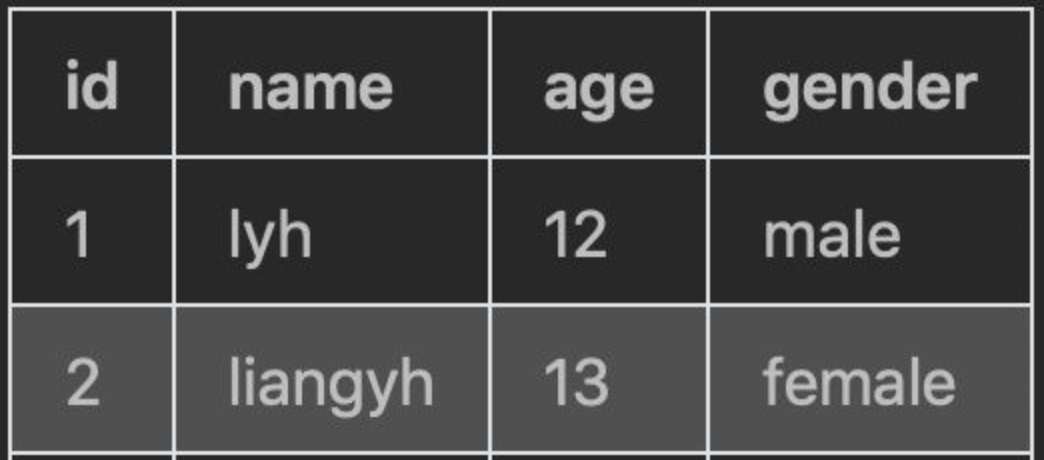 id name age gender
1 lyh 12 male
2 liangyh 13 female